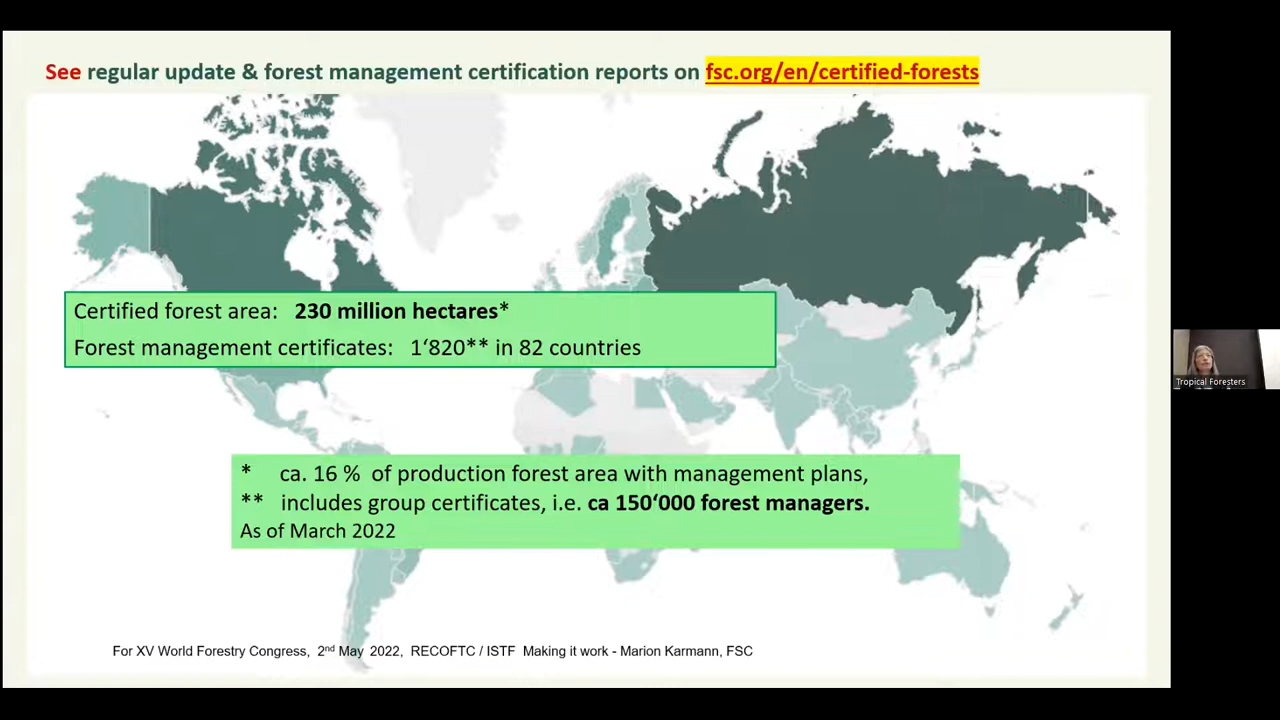 See regular update & forest management certification reports on fsc.org/en/certified-forests
Certified forest area: 230 million hectares*
Forest management certificates: 1‘820** in 82 countries
* ca. 16 % of production forest area with management plans,
** includes group certificates, i.e. ca 150‘000 forest managers.
As of March 2022
For XV World Forestry Congress, 2nd May 2022, RECOFTC / ISTF Making it work - Marion Karmann, FSC
Tropical Foresters